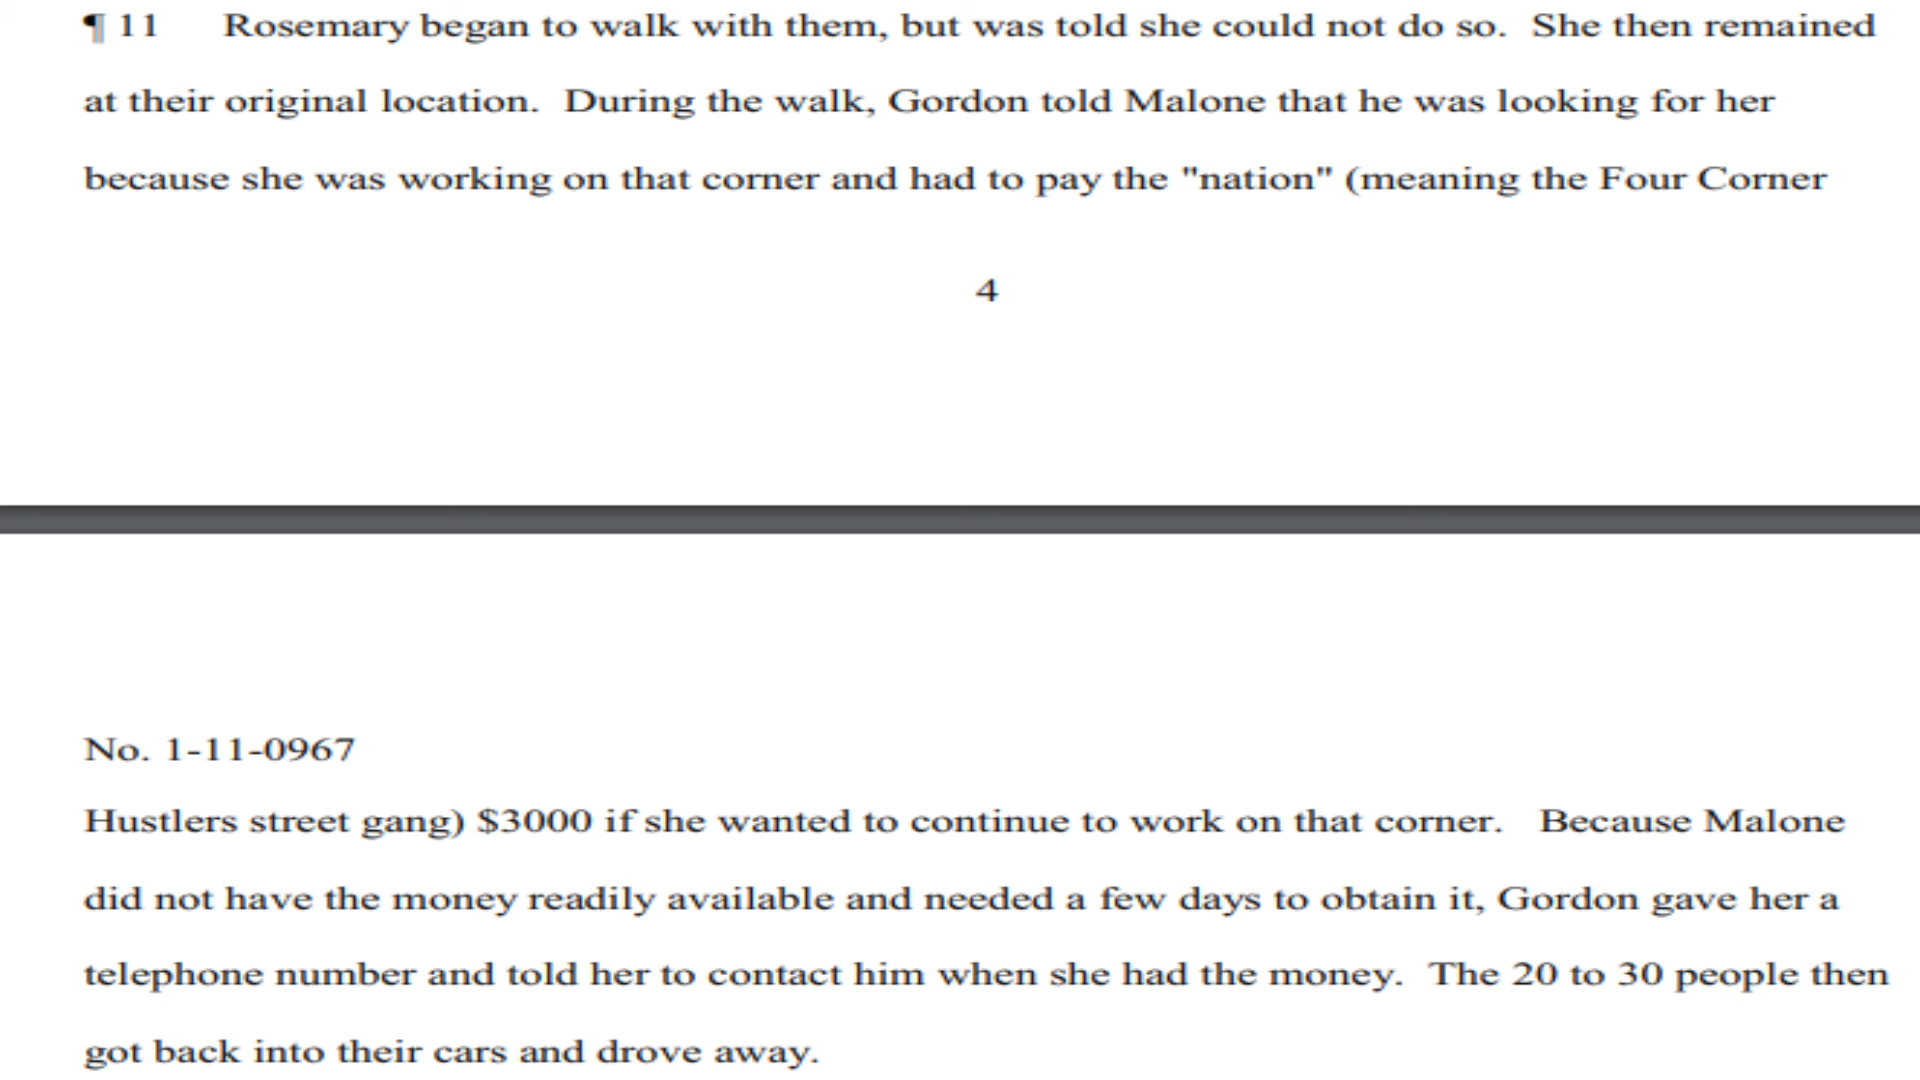 ¶ 11 Rosemary began to walk with them, but was told she could not do so. She then remained
at their original location. During the walk, Gordon told Malone that he was looking for her
because she was working on that corner and had to pay the "nation" (meaning the Four Corner
4
No. 1-11-0967
Hustlers street gang) $3000 if she wanted to continue to work on that corner. Because Malone
did not have the money readily available and needed a few days to obtain it, Gordon gave her a
telephone number and told her to contact him when she had the money. The 20 to 30 people then
got back into their cars and drove away.